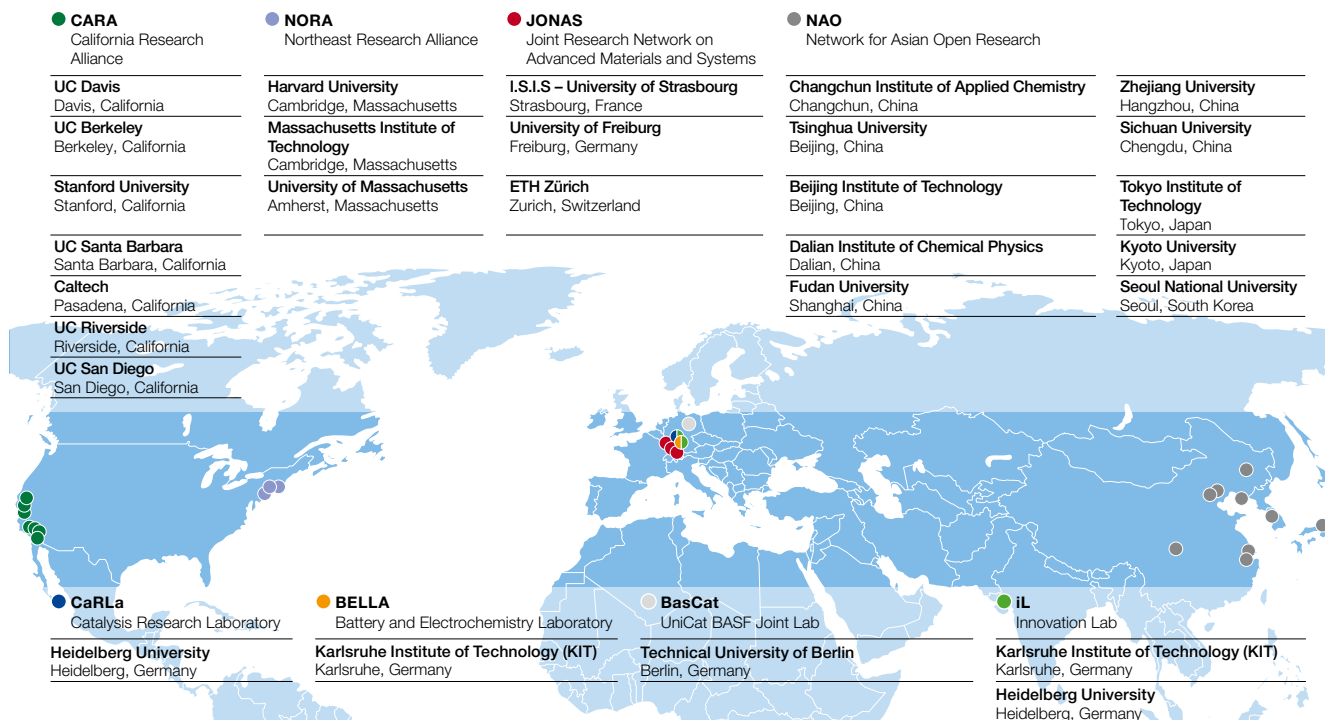 CARA
California Research
Alliance
UC Davis
Davis, California
UC Berkeley
Berkeley, California
Stanford University
Stanford, California
UC Santa Barbara
Santa Barbara, California
Caltech
Pasadena, California
UC Riverside
Riverside, California
UC San Diego
San Diego, California
NORA
Northeast Research Alliance
Harvard University
Cambridge, Massachusetts
Massachusetts Institute of
Technology
Cambridge, Massachusetts
University of Massachusetts
Amherst, Massachusetts
JONAS
Joint Research Network on
Advanced Materials and Systems
I.S.I.S – University of Strasbourg
Strasbourg, France
University of Freiburg
Freiburg, Germany
ETH Zürich
Zurich, Switzerland
NAO
Network for Asian Open Research
Changchun Institute of Applied Chemistry
Changchun, China
Tsinghua University
Beijing, China
Beijing Institute of Technology
Beijing, China
Dalian Institute of Chemical Physics
Dalian, China
Fudan University
Shanghai, China
Zhejiang University
Hangzhou, China
Sichuan University
Chengdu, China
Tokyo Institute of
Technology
Tokyo, Japan
Kyoto University
Kyoto, Japan
Seoul National University
Seoul, South Korea
CaRLa
Catalysis Research Laboratory
Heidelberg University
Heidelberg, Germany
BELLA
Battery and Electrochemistry Laboratory
Karlsruhe Institute of Technology (KIT)
Karlsruhe, Germany
BasCat
UniCat BASF Joint Lab
Technical University of Berlin
Berlin, Germany
iL
Innovation Lab
Karlsruhe Institute of Technology (KIT)
Karlsruhe, Germany
Heidelberg University
Heidelberg, Germany